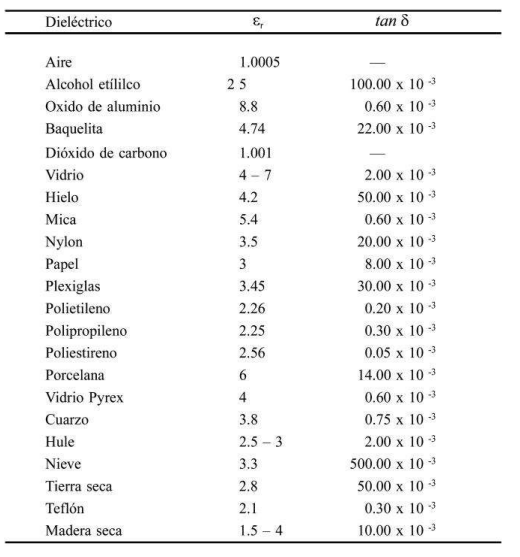 Dieléctrico εr tan δ
Aire 1.0005 —
Alcohol etílilco 2 5 100.00 x 10 -3
Oxido de aluminio 8.8 0.60 x 10 -3
Baquelita 4.74 22.00 x 10 -3
Dióxido de carbono 1.001 —
Vidrio 4 – 7 2.00 x 10 -3
Hielo 4.2 50.00 x 10 -3
Mica 5.4 0.60 x 10 -3
Nylon 3.5 20.00 x 10 -3
Papel 3 8.00 x 10 -3
Plexiglas 3.45 30.00 x 10 -3
Polietileno 2.26 0.20 x 10 -3
Polipropileno 2.25 0.30 x 10 -3
Poliestireno 2.56 0.05 x 10 -3
Porcelana 6 14.00 x 10 -3
Vidrio Pyrex 4 0.60 x 10 -3
Cuarzo 3.8 0.75 x 10 -3
Hule 2.5 – 3 2.00 x 10 -3
Nieve 3.3 500.00 x 10 -3
Tierra seca 2.8 50.00 x 10 -3
Teflón 2.1 0.30 x 10 -3
Madera seca 1.5 – 4 10.00 x 10 -3